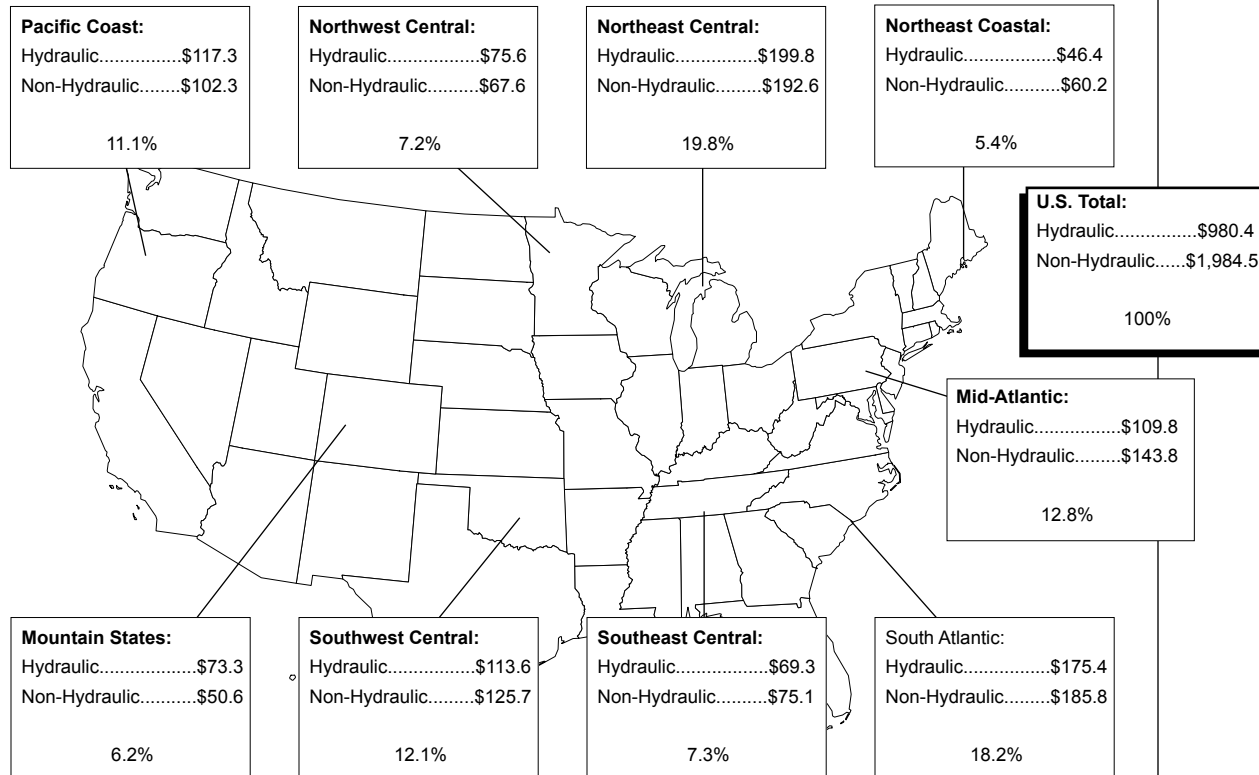 Pacific Coast:
Hydraulic................$117.3
Non-Hydraulic........$102.3
11.1%
Northwest Central:
Hydraulic..................$75.6
Non-Hydraulic..........$67.6
7.2%
Northeast Central:
Hydraulic................$199.8
Non-Hydraulic.......$192.6
19.8%
Northeast Coastal:
Hydraulic..................$46.4
Non-Hydraulic...........$60.2
5.4%
U.S. Total:
Hydraulic................$980.4
Non-Hydraulic......$1,984.5
100%
Mid-Atlantic:
Hydraulic.................$109.8
Non-Hydraulic.........$143.8
12.8%
Mountain States:
Hydraulic..................$73.3
Non-Hydraulic..........$50.6
6.2%
Southwest Central:
Hydraulic.................$113.6
Non-Hydraulic.........$125.7
12.1%
Southeast Central:
Hydraulic..................$69.3
Non-Hydraulic..........$75.1
7.3%
South Atlantic:
Hydraulic.................$175.4
Non-Hydraulic.........$185.8
18.2%